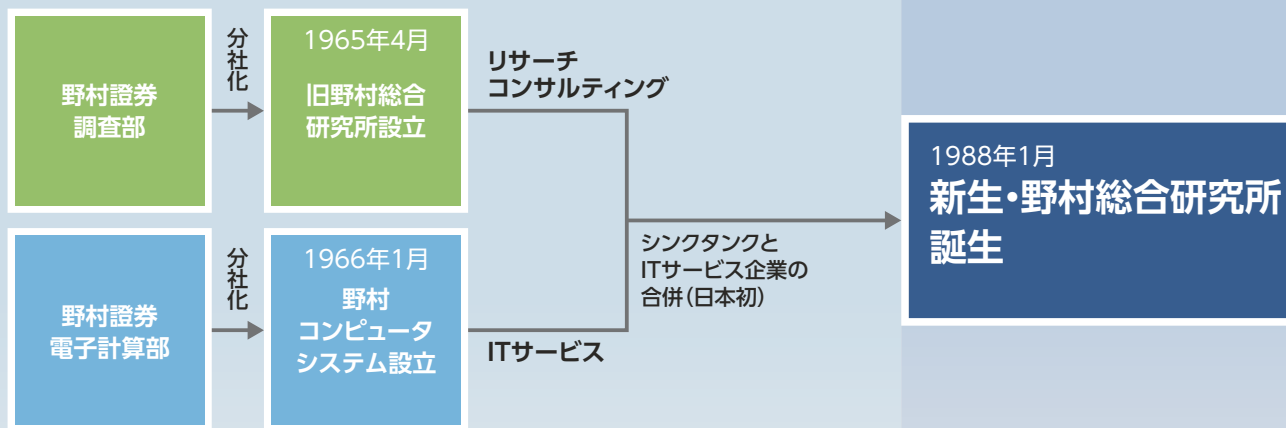 野村證券
調査部
分社化
1965年4月
旧野村総合
研究所設立
リサーチ
コンサルティング
野村證券
電子計算部
分社化
1966年1月
野村
コンピュータ
システム設立
ITサービス
シンクタンクと
ITサービス企業の
合併(日本初)
1988年1月
新生・野村総合研究所
誕生